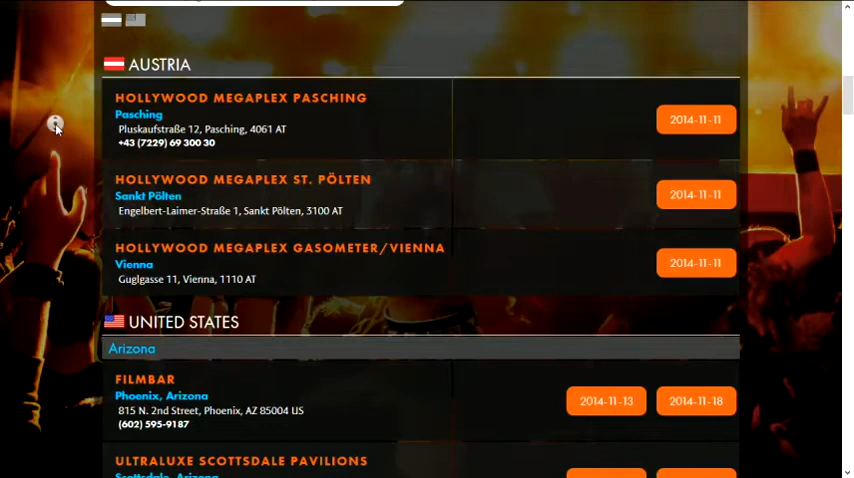 AUSTRIA
HOLLYWOOD MEGAPLEX PASCHING
Pasching
Pluskaufstraße 12, Pasching, 4061 AT
+43 (7229) 69 300 30
2014-11-11
HOLLYWOOD MEGAPLEX ST. PÖLTEN
Sankt Pölten
Engelbert-Laimer-Straße 1, Sankt Pölten, 3100 AT
2014-11-11
HOLLYWOOD MEGAPLEX GASOMETER/VIENNA
Vienna
Guglgasse 11, Vienna, 1110 AT
2014-11-11
UNITED STATES
Arizona
FILMBAR
Phoenix, Arizona
815 N. 2nd Street, Phoenix, AZ 85004 US
(602) 595-9187
2014-11-13 2014-11-18
ULTRALUXE SCOTTSDALE PAVILIONS
Scottsdale, Arizona